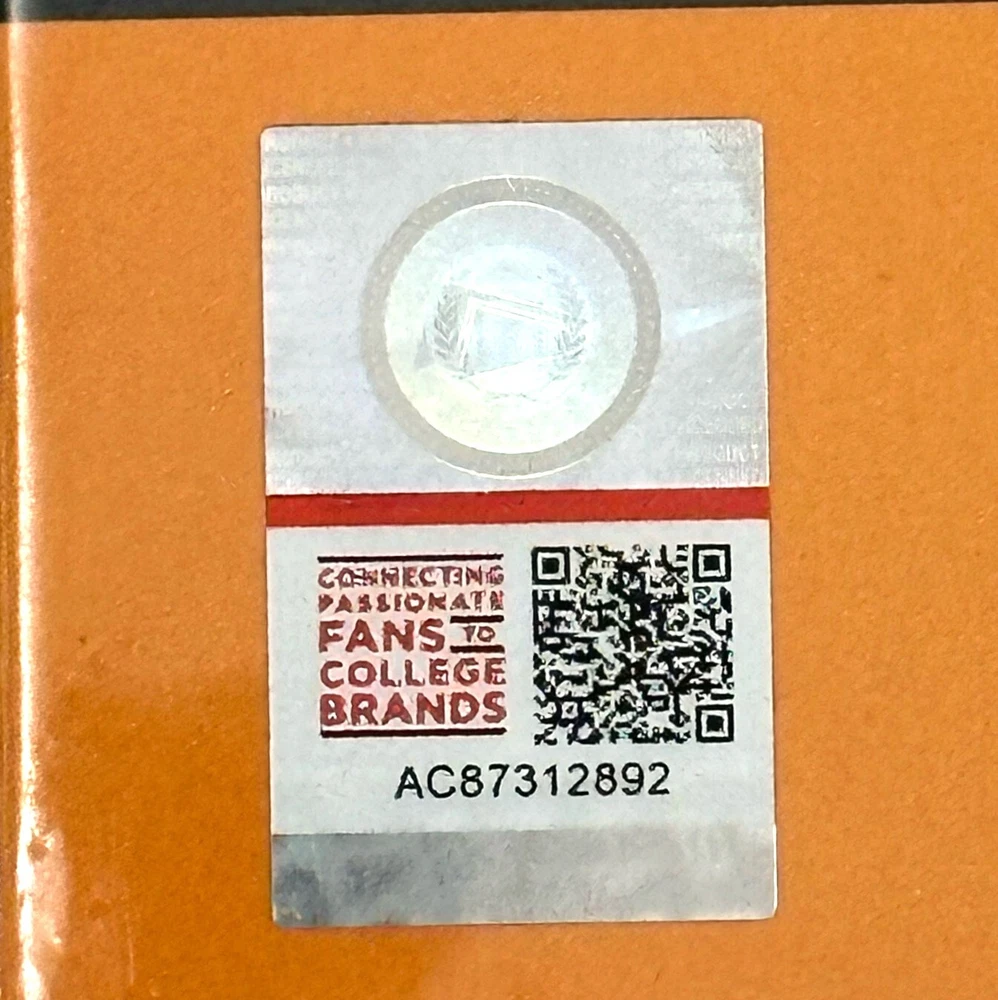 CONNECTING
PASSIONATE
FANS TO
COLLEGE
BRANDS
AC87312892